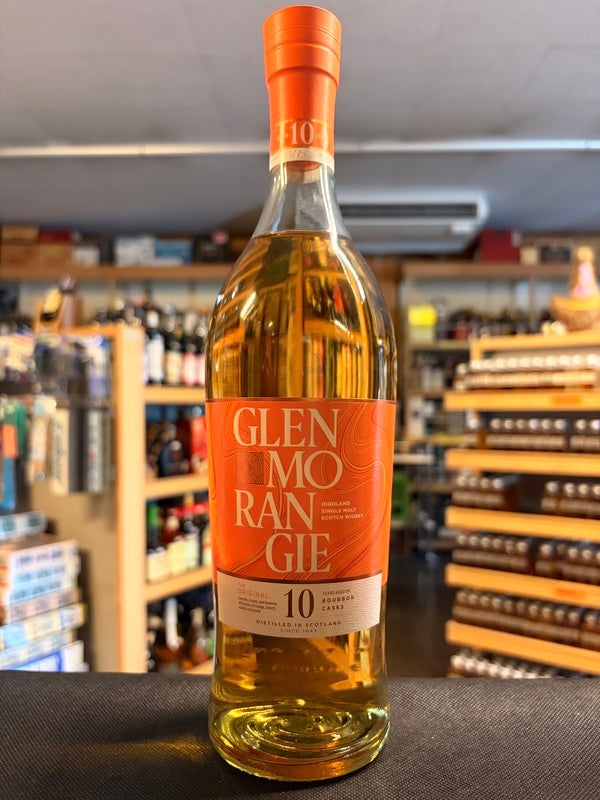 10
GLEN
MO
RAN
GIE
HIGHLAND
SINGLE MALT
SCOTCH WHISKY
THE
ORIGINAL
10
YEARS AGED IN
BOURBON
CASKS
DISTILLED IN SCOTLAND
SINCE 1843